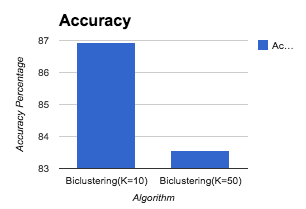 Accuracy
87
86
85
84
83
Accuracy Percentage
Ac...
Biclustering(K=10) Biclustering(K=50)
Algorithm